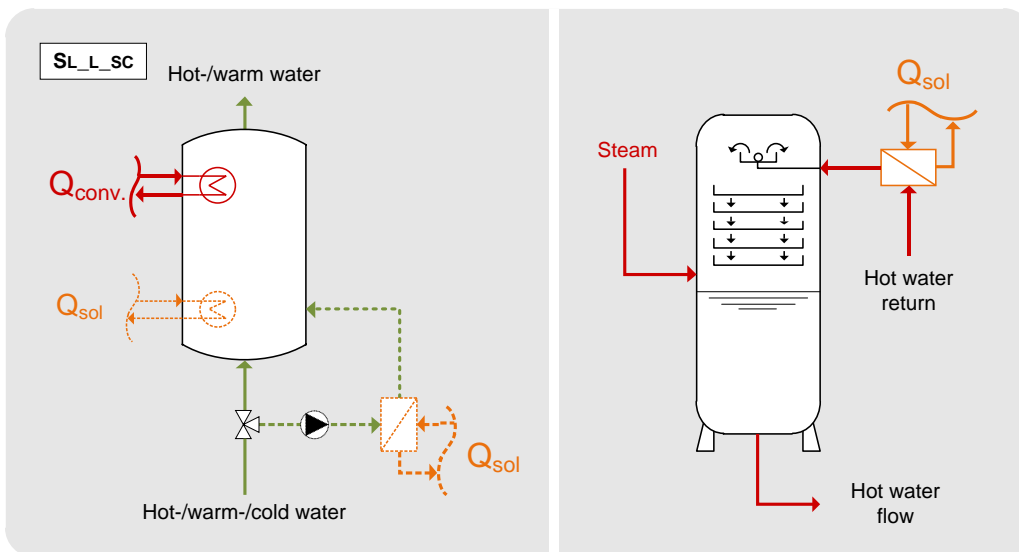 SL_L_SC
Hot-/warm water
Qconv.
Qsol
Qsol
Hot-/warm-/cold water
Qsol
Steam
Hot water
return
Hot water
flow